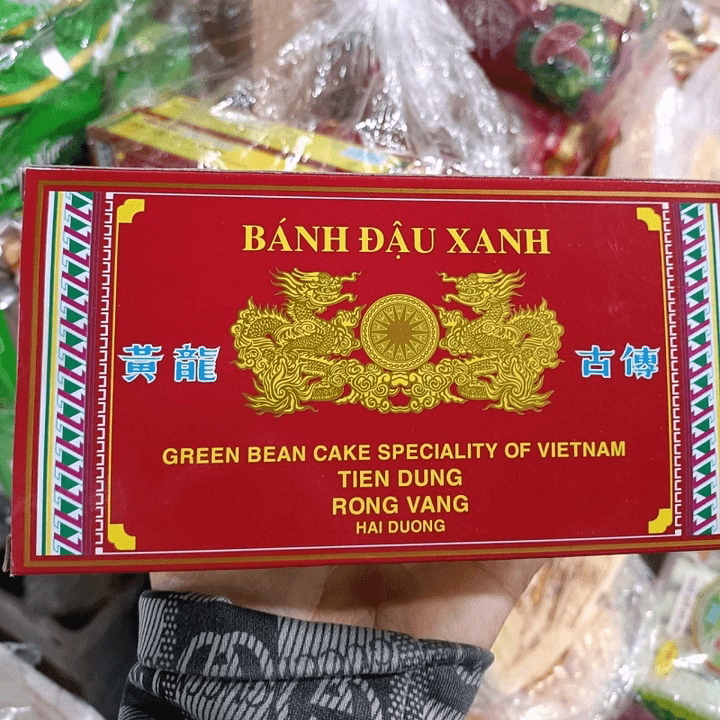 BÁNH ĐẬU XANH
黃龍
古傳
GREEN BEAN CAKE SPECIALITY OF VIETNAM
TIEN DUNG
RONG VANG
HAI DUONG